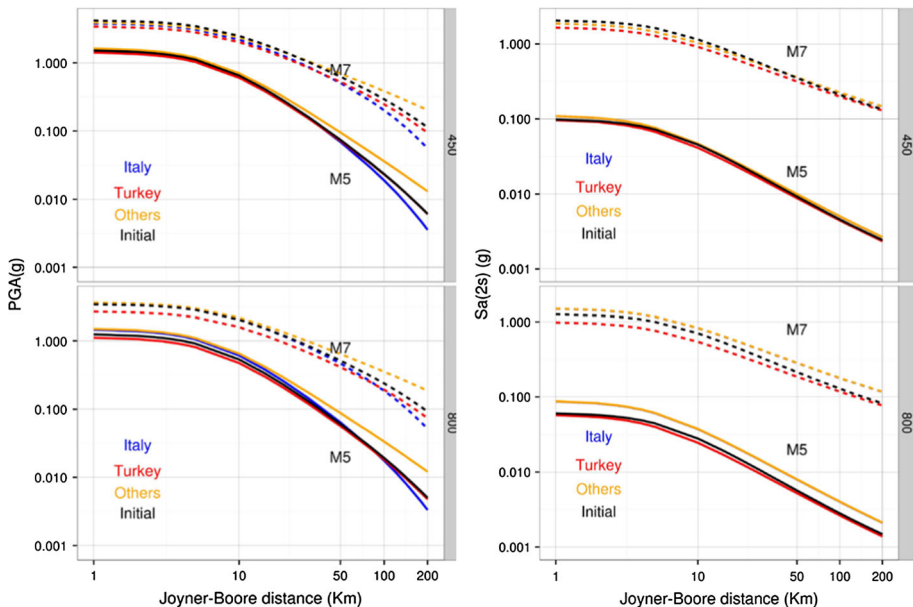 PGA(g)
1.000
0.100
0.010
0.001
M7
M5
Italy
Turkey
Others
Initial
450
1.000
0.100
0.010
0.001
M7
M5
Italy
Turkey
Others
Initial
800
1
10
50
100
200
Joyner-Boore distance (Km)
Sa(2s) (g)
1.000
0.100
0.010
0.001
M7
M5
Italy
Turkey
Others
Initial
450
1.000
0.100
0.010
0.001
M7
M5
Italy
Turkey
Others
Initial
800
1
10
50
100
200
Joyner-Boore distance (Km)